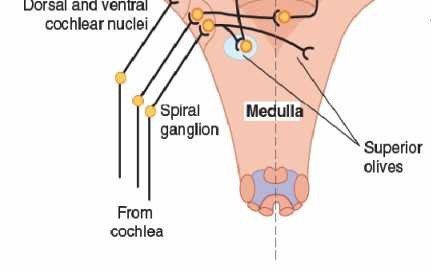 Dorsal and ventral
cochlear nuclei
Spiral
ganglion
Medulla
Superior
olives
From
cochlea